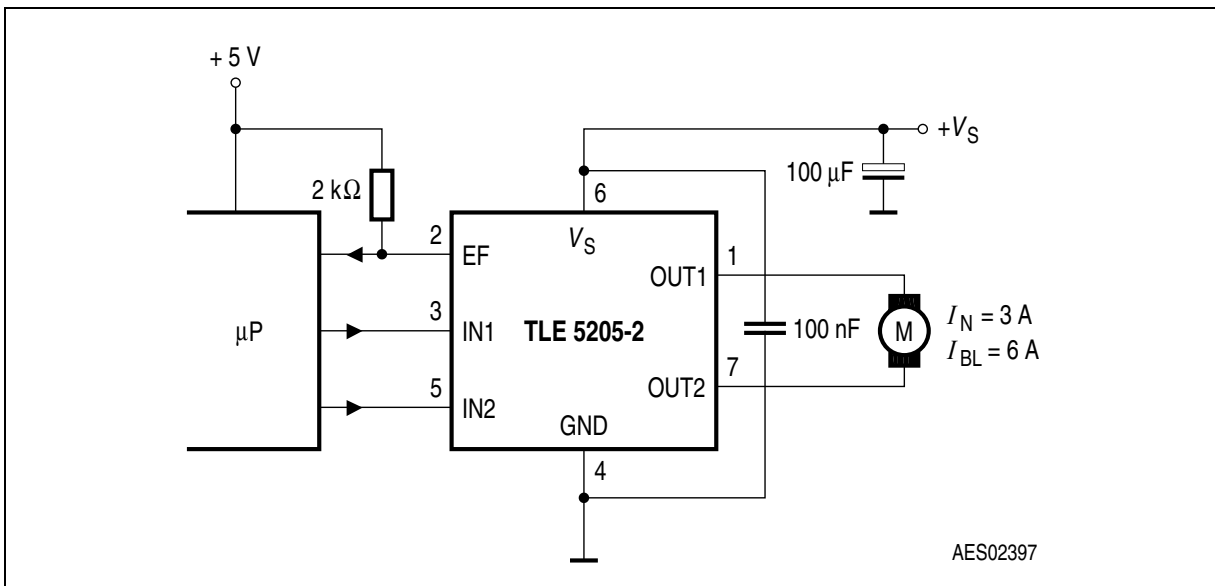 + 5 V
+VS
100 µF
2 kΩ
6
VS
2
EF
1
OUT1
3
IN1
µP
TLE 5205-2
100 nF
M
IN = 3 A
IBL = 6 A
5
IN2
7
OUT2
GND
4
AES02397